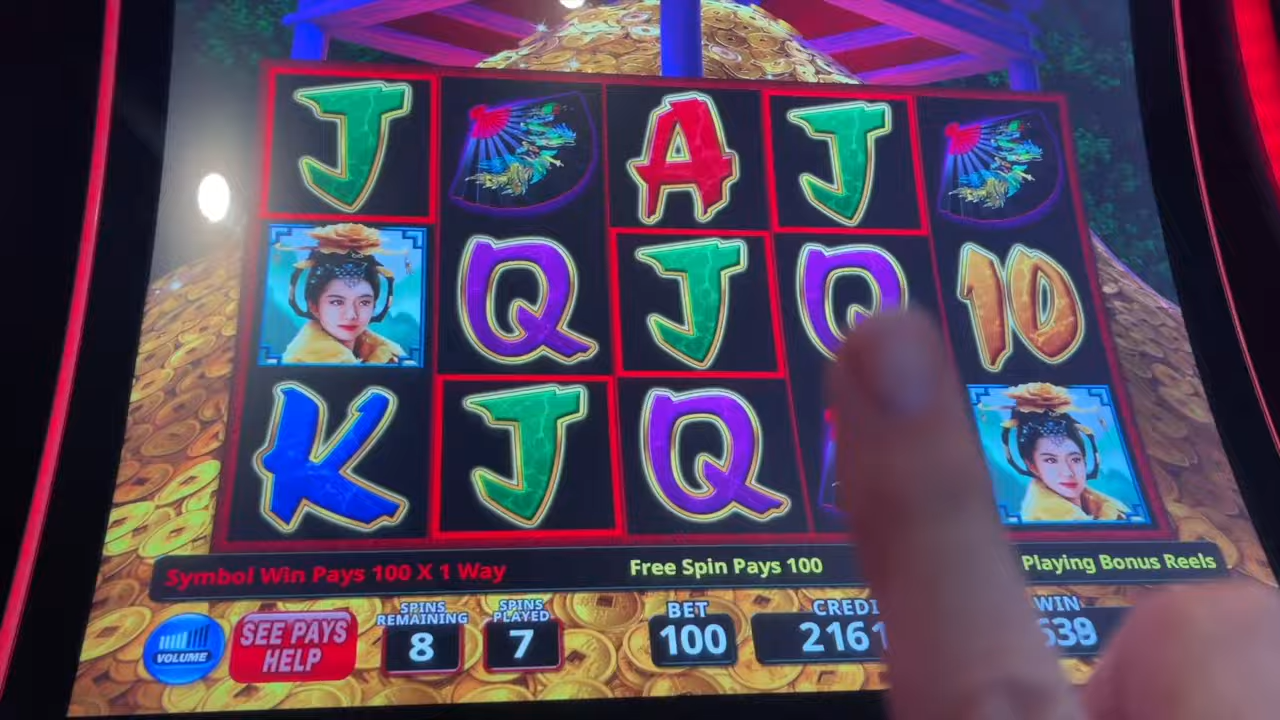 J A J
Q J Q 10
K J Q
Symbol Win Pays 100 X 1 Way
Free Spin Pays 100
Playing Bonus Reels
VOLUME
SEE PAYS
HELP
SPINS
REMAINING
8
SPINS
PLAYED
7
BET
100
2161
WIN